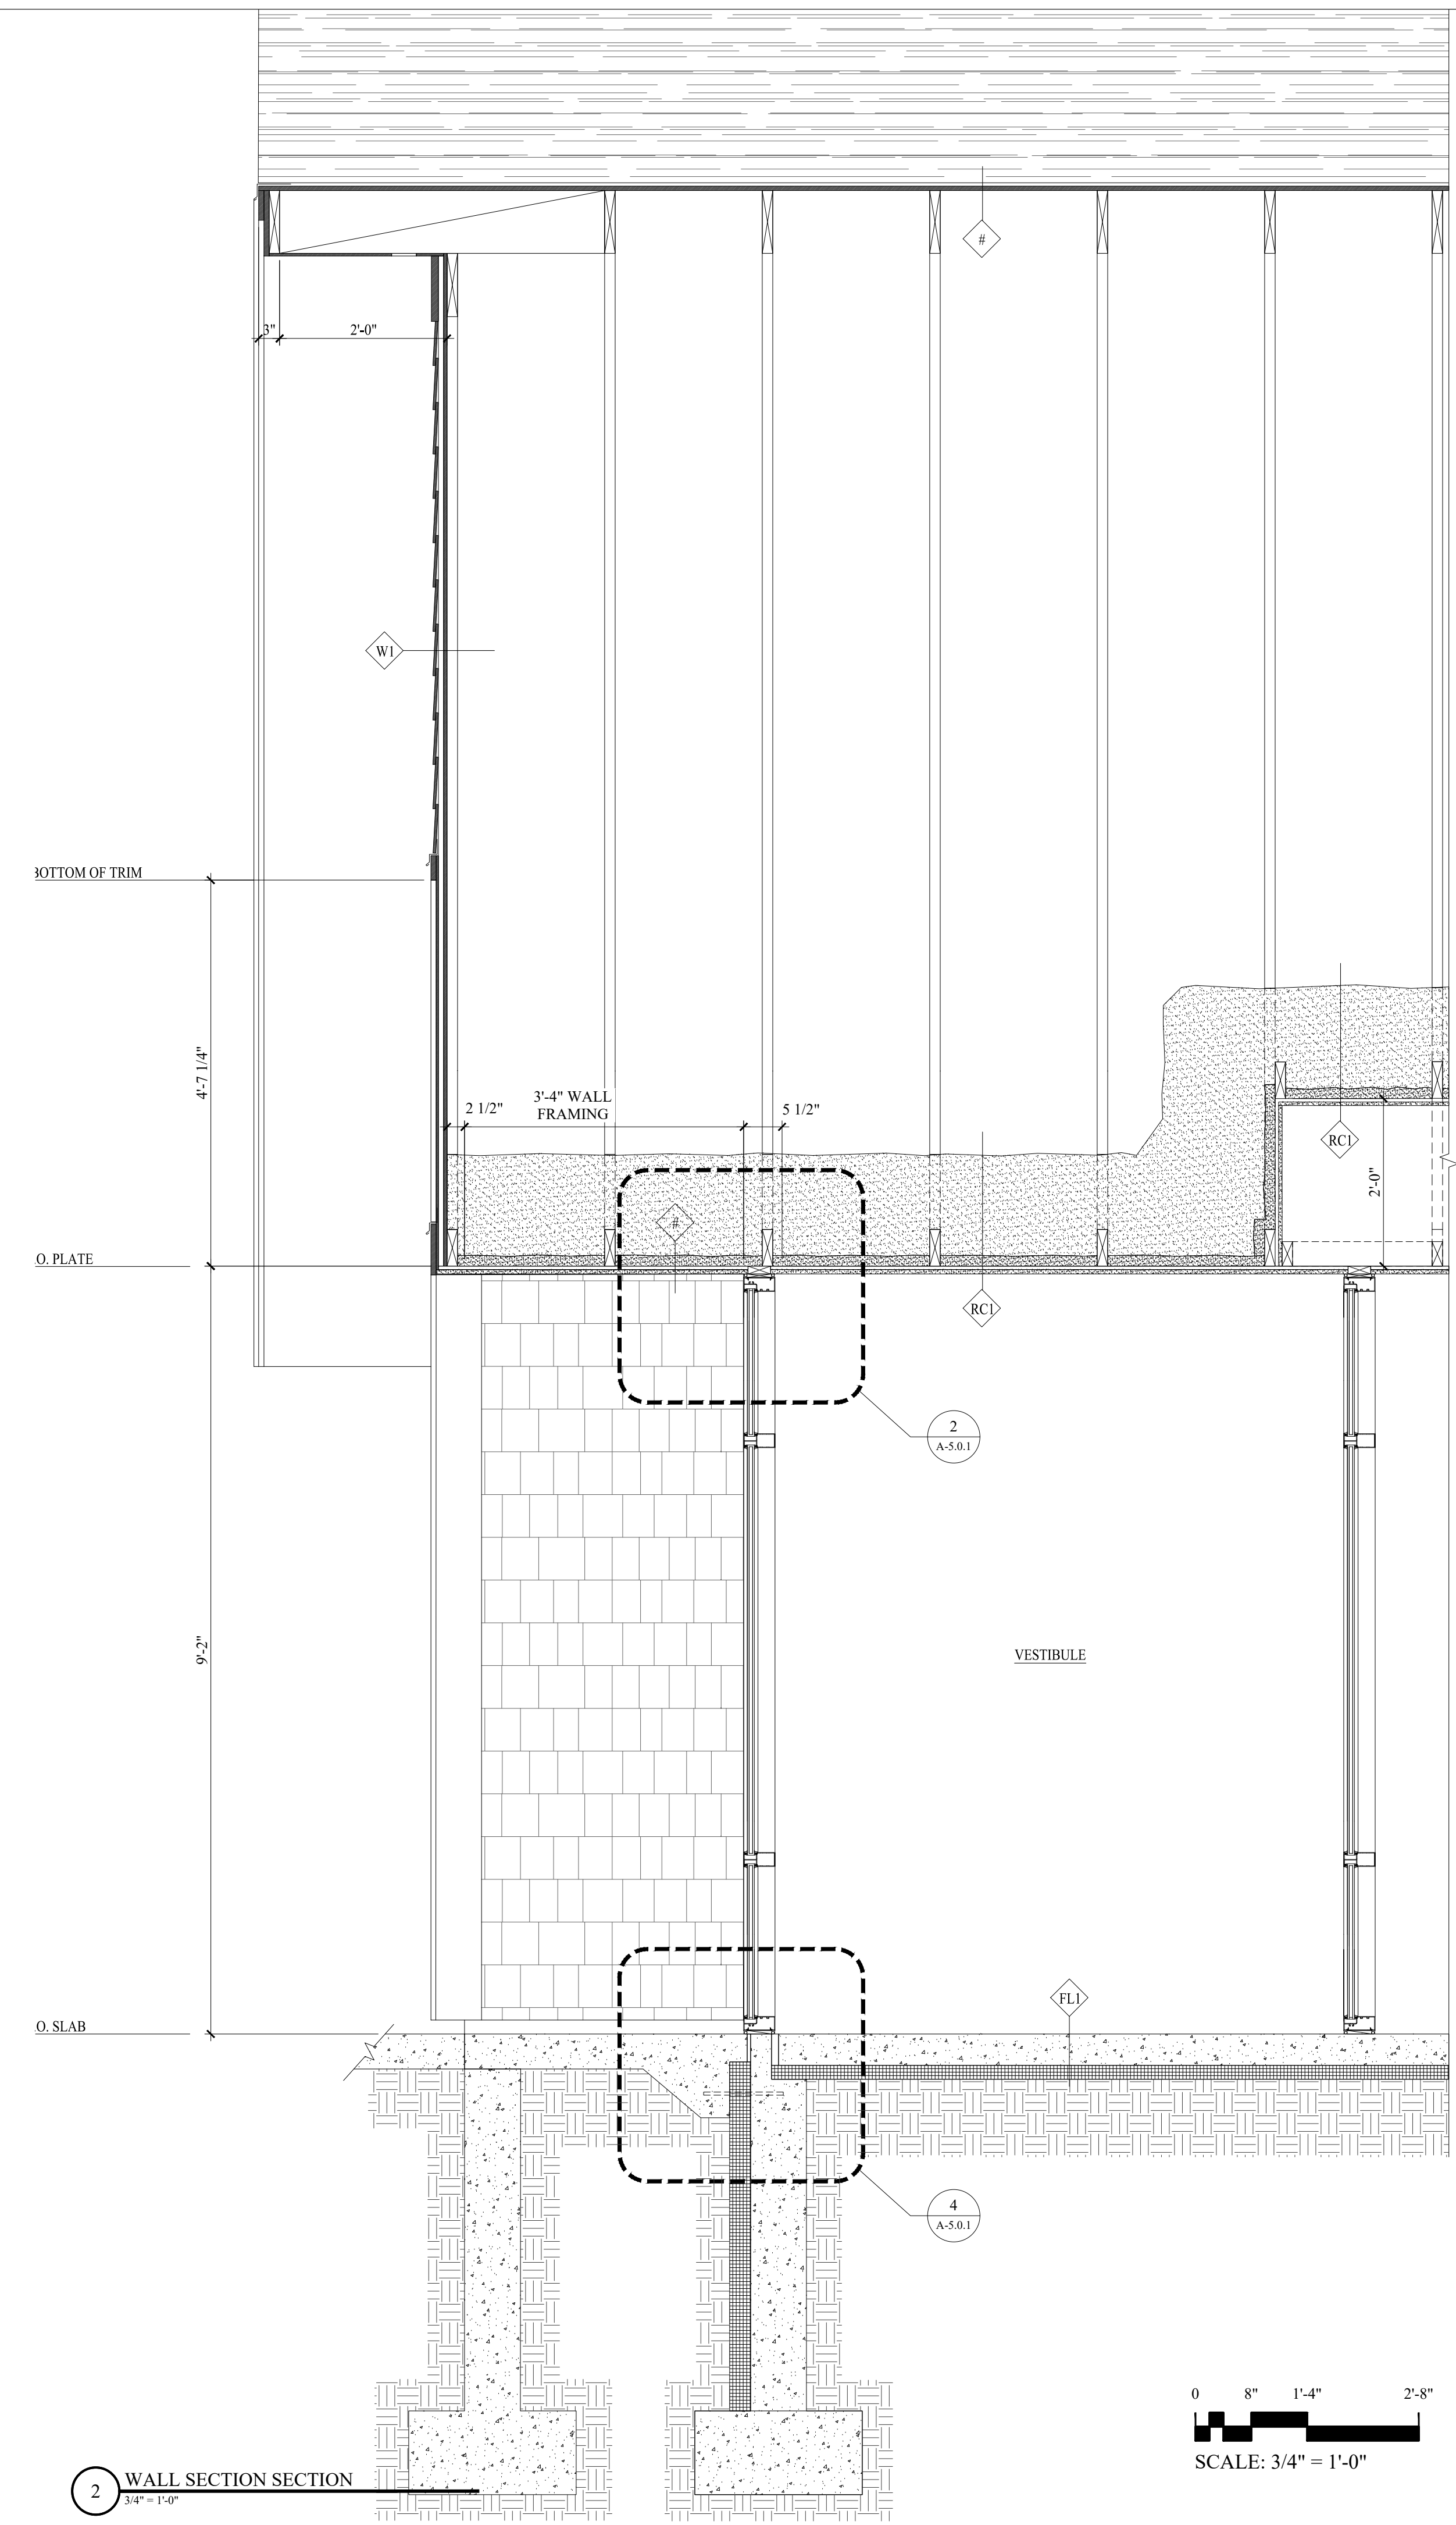 #
3"
2'-0"
W1
BOTTOM OF TRIM
4'-7 1/4"
2 1/2"
3'-4" WALL
FRAMING
5 1/2"
RC1
2'-0"
#
O. PLATE
RC1
2
A-5.0.1
9'-2"
VESTIBULE
FL1
O. SLAB
4
A-5.0.1
0 8" 1'-4" 2'-8"
SCALE: 3/4" = 1'-0"
2
WALL SECTION SECTION
3/4" = 1'-0"